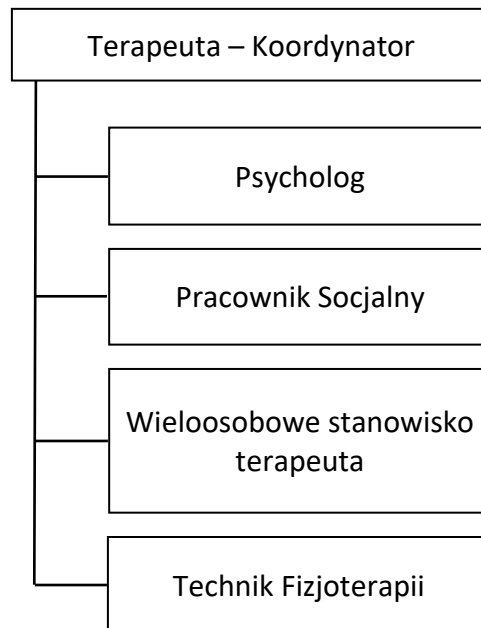 Terapeuta – Koordynator
Psycholog
Pracownik Socjalny
Wieloosobowe stanowisko
terapeuta
Technik Fizjoterapii